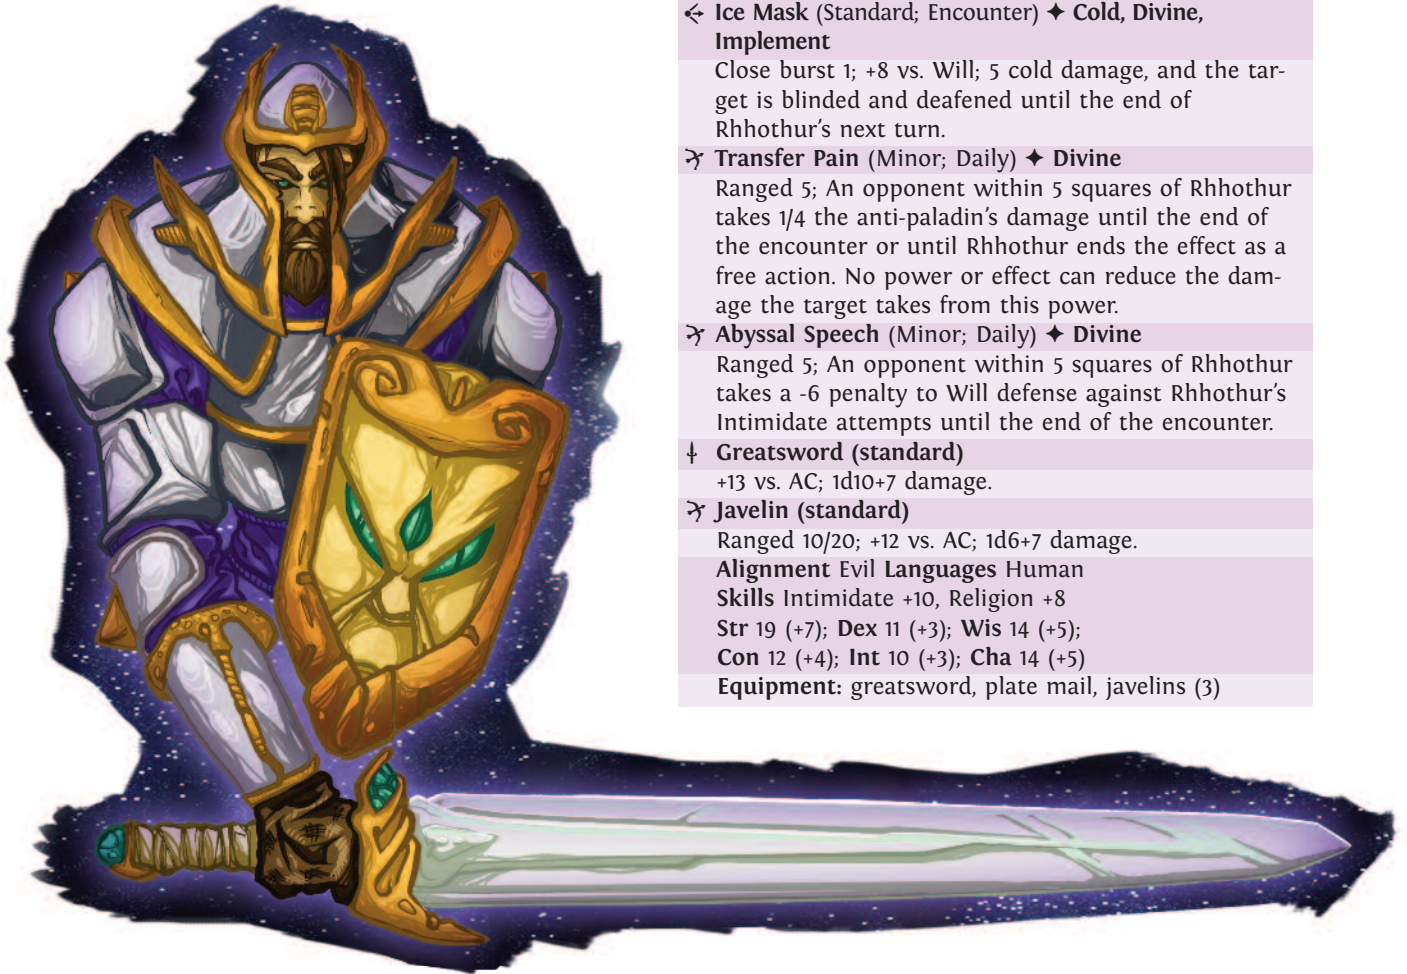 Ice Mask (Standard; Encounter) ✦ Cold, Divine,
Implement
Close burst 1; +8 vs. Will; 5 cold damage, and the tar-
get is blinded and deafened until the end of
Rhhothur's next turn.
Transfer Pain (Minor; Daily) ✦ Divine
Ranged 5; An opponent within 5 squares of Rhhothur
takes 1/4 the anti-paladin's damage until the end of
the encounter or until Rhhothur ends the effect as a
free action. No power or effect can reduce the dam-
age the target takes from this power.
Abyssal Speech (Minor; Daily) ✦ Divine
Ranged 5; An opponent within 5 squares of Rhhothur
takes a -6 penalty to Will defense against Rhhothur's
Intimidate attempts until the end of the encounter.
Greatsword (standard)
+13 vs. AC; 1d10+7 damage.
Javelin (standard)
Ranged 10/20; +12 vs. AC; 1d6+7 damage.
Alignment Evil Languages Human
Skills Intimidate +10, Religion +8
Str 19 (+7); Dex 11 (+3); Wis 14 (+5);
Con 12 (+4); Int 10 (+3); Cha 14 (+5)
Equipment: greatsword, plate mail, javelins (3)